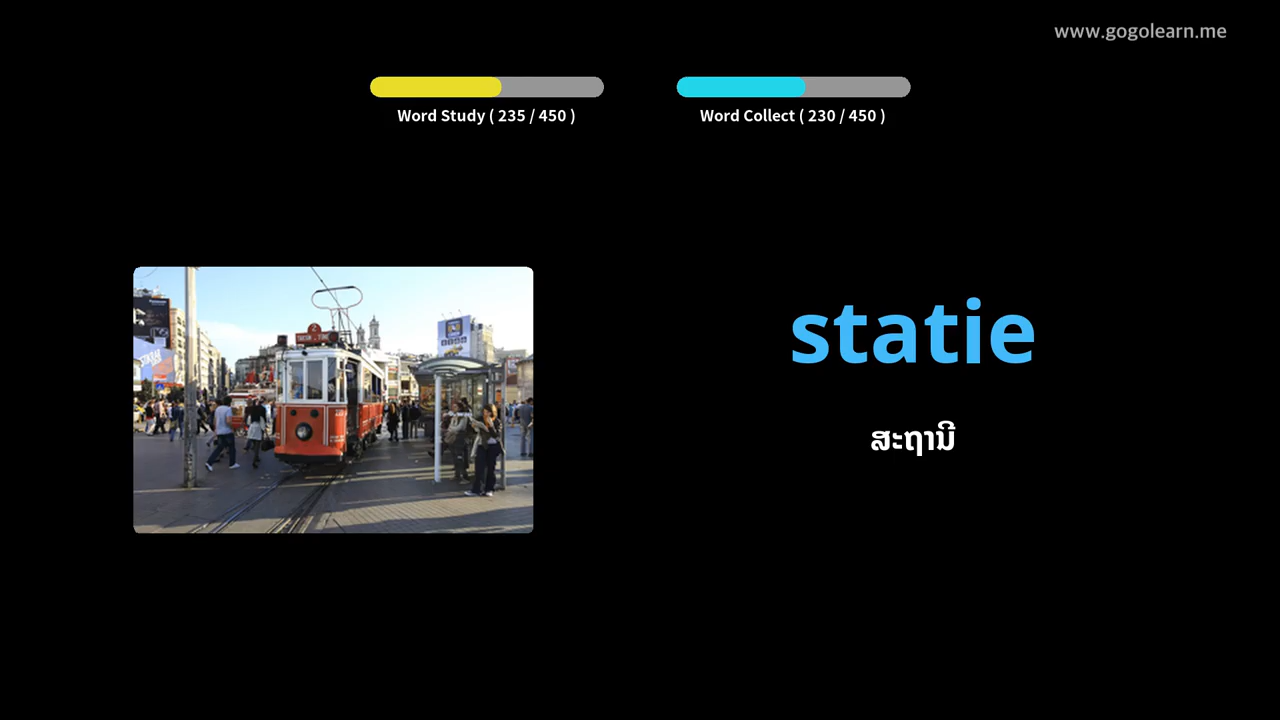 www.gogolearn.me
Word Study ( 235 / 450 )
Word Collect ( 230 / 450 )
statie
ສະຖານີ